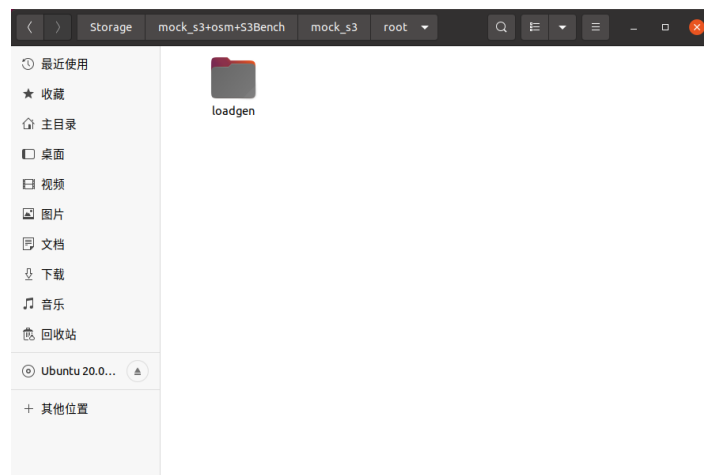 Storage mock_s3+osm+S3Bench mock_s3 root
最近使用
收藏
主目录
桌面
视频
图片
文档
下载
音乐
回收站
Ubuntu 20.0...
其他位置
loadgen